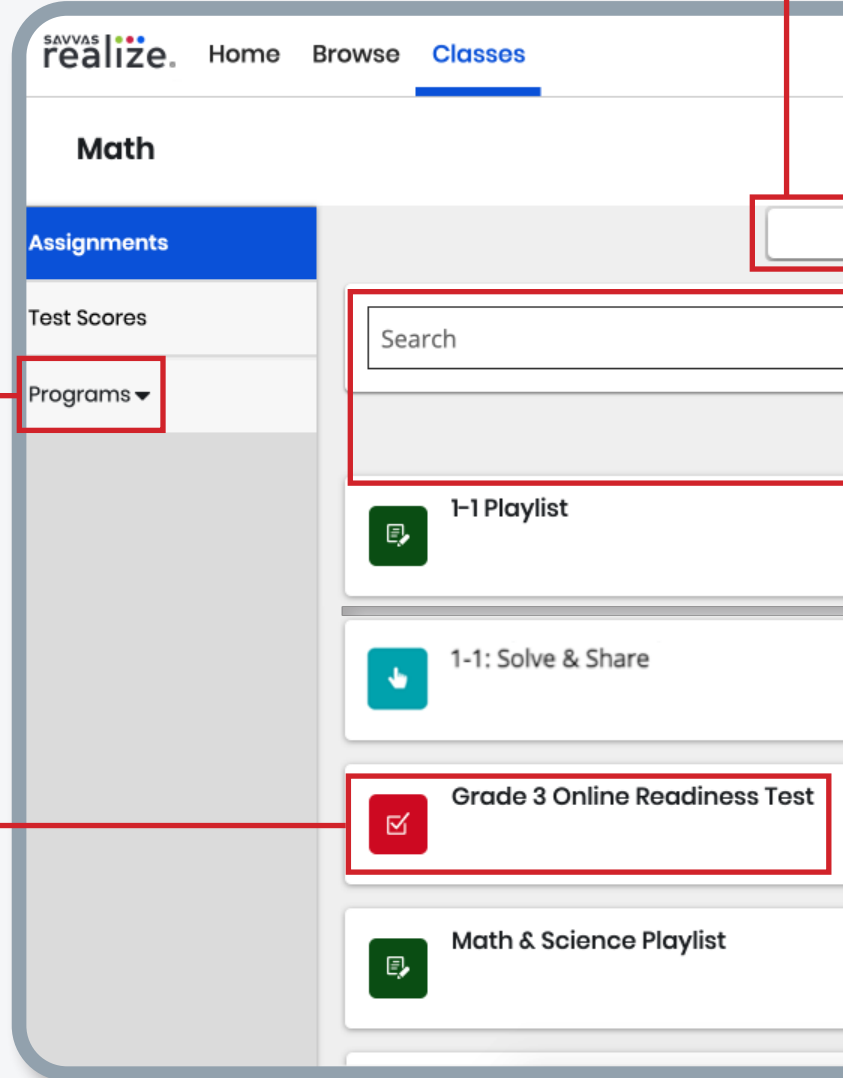 SAVVAS
realize.
Home Browse Classes
Math
Assignments
Test Scores
Programs
Search
1-1 Playlist
1-1: Solve & Share
Grade 3 Online Readiness Test
Math & Science Playlist